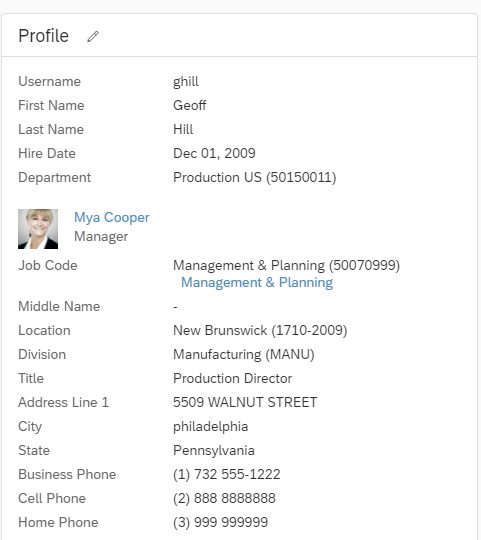 Profile
Username ghill
First Name Geoff
Last Name Hill
Hire Date Dec 01, 2009
Department Production US (50150011)
Mya Cooper
Manager
Job Code Management & Planning (50070999)
Management & Planning
Middle Name -
Location New Brunswick (1710-2009)
Division Manufacturing (MANU)
Title Production Director
Address Line 1 5509 WALNUT STREET
City philadelphia
State Pennsylvania
Business Phone (1) 732 555-1222
Cell Phone (2) 888 8888888
Home Phone (3) 999 999999